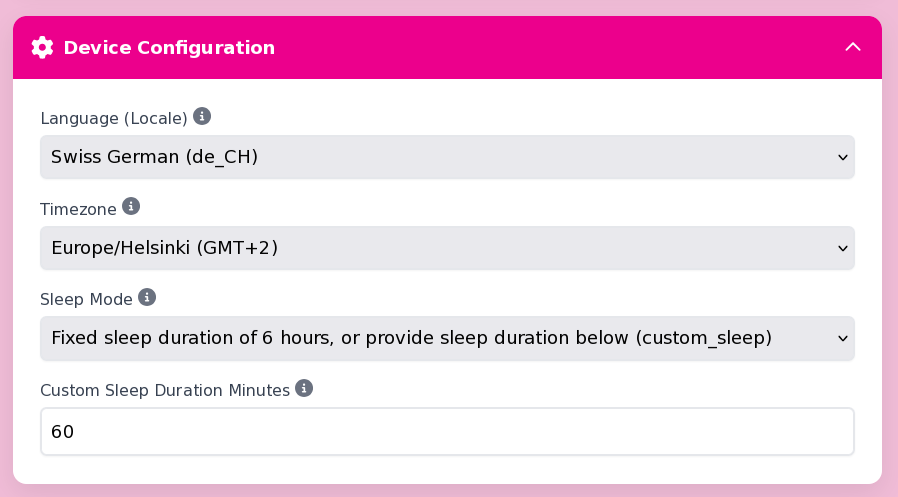 Device Configuration
Language (Locale)
Swiss German (de_CH)
Timezone
Europe/Helsinki (GMT+2)
Sleep Mode
Fixed sleep duration of 6 hours, or provide sleep duration below (custom_sleep)
Custom Sleep Duration Minutes
60